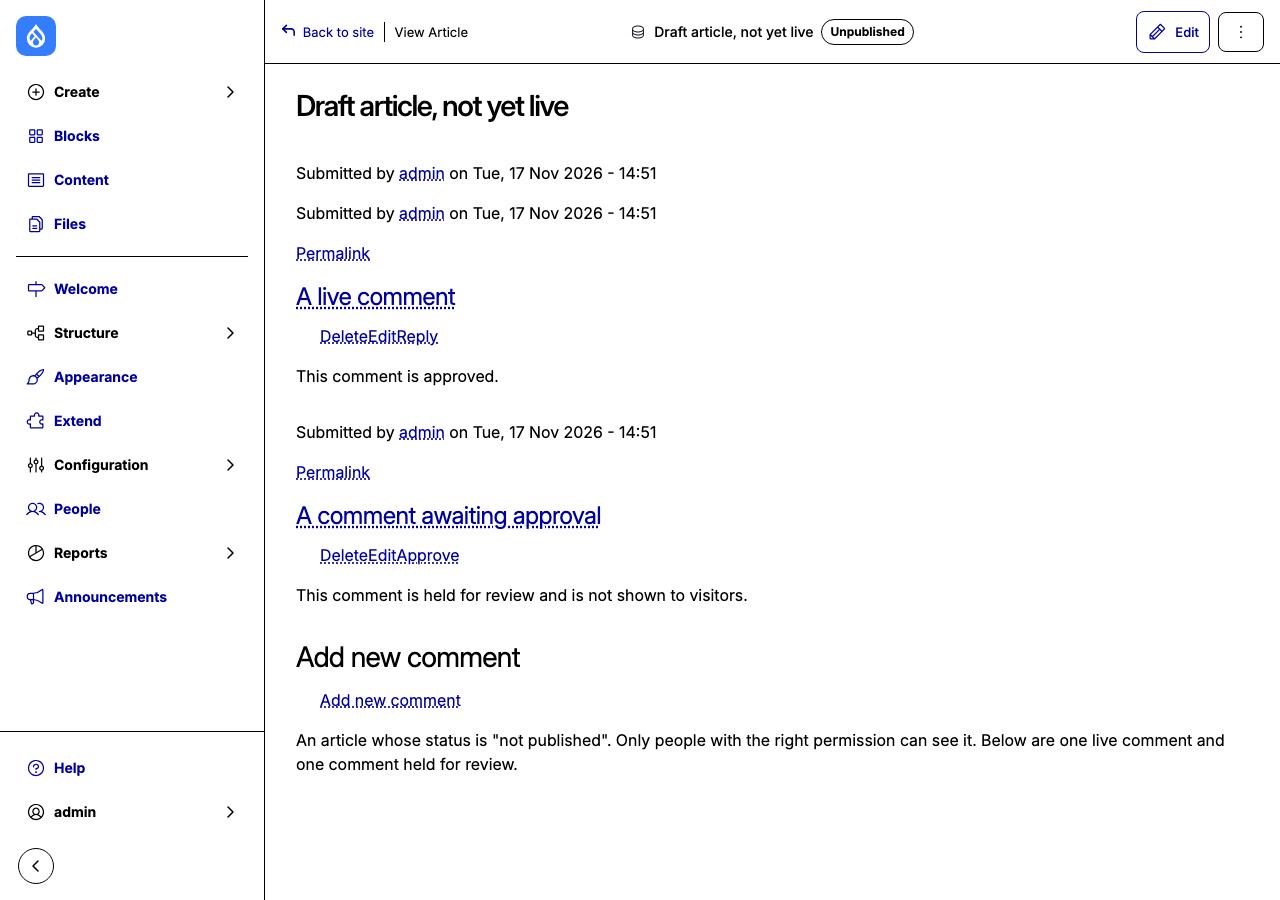 Create
Blocks
Content
Files
Welcome
Structure
Appearance
Extend
Configuration
People
Reports
Announcements
Help
admin
Back to site
View Article
Draft article, not yet live
Unpublished
Edit
Draft article, not yet live
Submitted by admin on Tue, 17 Nov 2026 - 14:51
Submitted by admin on Tue, 17 Nov 2026 - 14:51
Permalink
A live comment
DeleteEditReply
This comment is approved.
Submitted by admin on Tue, 17 Nov 2026 - 14:51
Permalink
A comment awaiting approval
DeleteEditApprove
This comment is held for review and is not shown to visitors.
Add new comment
Add new comment
An article whose status is "not published". Only people with the right permission can see it. Below are one live comment and
one comment held for review.